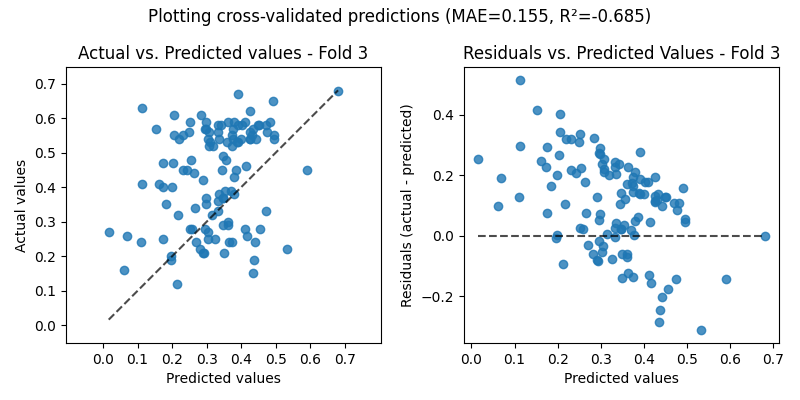 Plotting cross-validated predictions (MAE=0.155, R²=-0.685)
Actual vs. Predicted values - Fold 3
Actual values
0.7
0.6
0.5
0.4
0.3
0.2
0.1
0.0
0.0 0.1 0.2 0.3 0.4 0.5 0.6 0.7
Predicted values
Residuals vs. Predicted Values - Fold 3
Residuals (actual - predicted)
0.4
0.2
0.0
−0.2
0.0 0.1 0.2 0.3 0.4 0.5 0.6 0.7
Predicted values